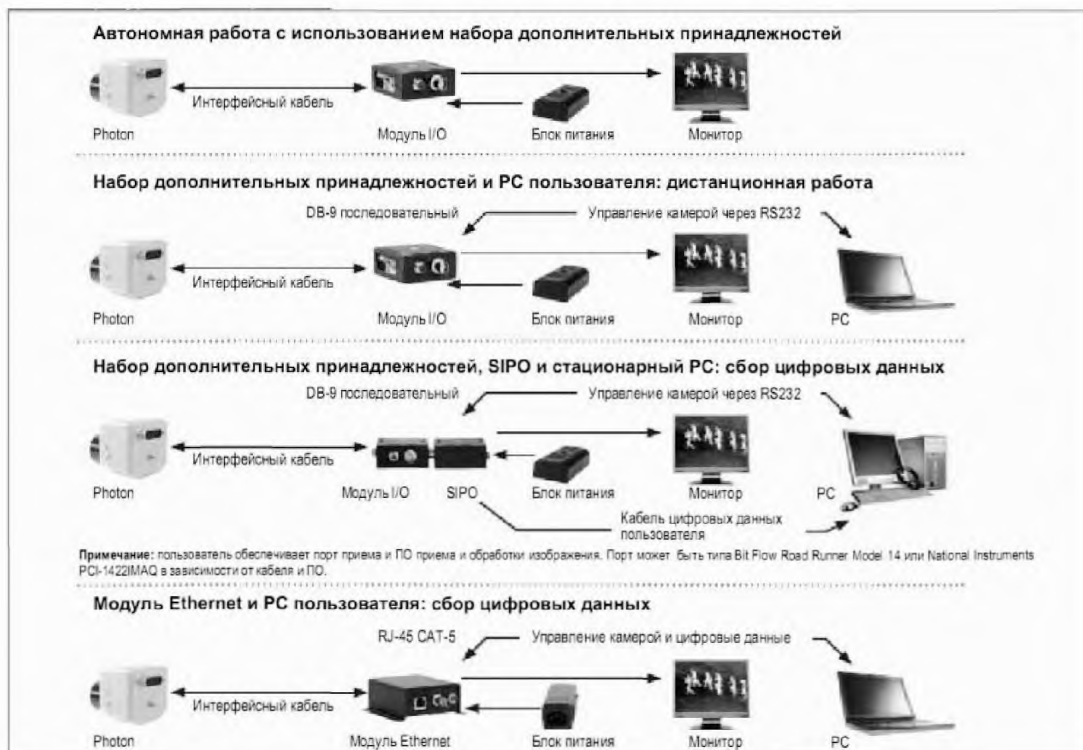 Автономная работа с использованием набора дополнительных принадлежностей
Интерфейсный кабель
Photon
Модуль I/O
Блок питания
Монитор
Набор дополнительных принадлежностей и PC пользователя: дистанционная работа
DB-9 последовательный
Управление камерой через RS232
Интерфейсный кабель
Photon
Модуль I/O
Блок питания
Монитор
PC
Набор дополнительных принадлежностей, SIPO и стационарный PC: сбор цифровых данных
DB-9 последовательный
Управление камерой через RS232
Интерфейсный кабель
Photon
Модуль I/O
SIPO
Блок питания
Монитор
PC
Кабель цифровых данных
пользователя
Примечание: пользователь обеспечивает порт приема и ПО приема и обработки изображения. Порт может быть типа Bit Flow Road Runner Model 14 или National Instruments
PCI-1422IMAQ в зависимости от кабеля и ПО.
Модуль Ethernet и PC пользователя: сбор цифровых данных
RJ-45 CAT-5
Управление камерой и цифровые данные
Интерфейсный кабель
Photon
Модуль Ethernet
Блок питания
Монитор
PC